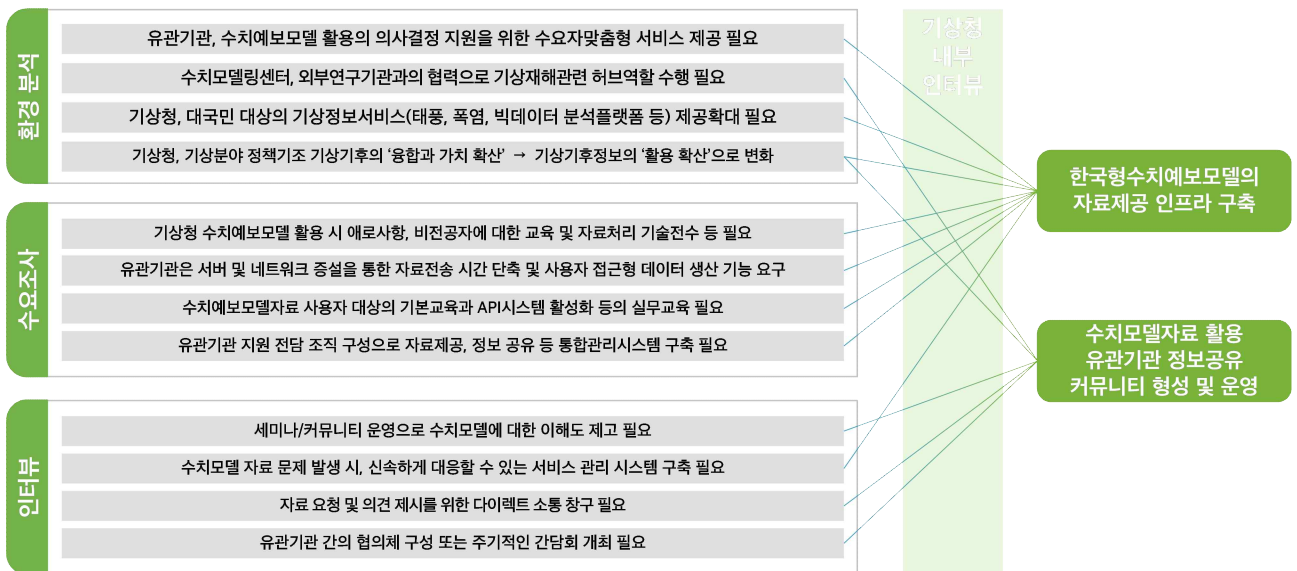 환경 분석
유관기관, 수치예보모델 활용의 의사결정 지원을 위한 수요자맞춤형 서비스 제공 필요
수치모델링센터, 외부연구기관과의 협력으로 기상재해관련 허브역할 수행 필요
기상청, 대국민 대상의 기상정보서비스(태풍, 폭염, 빅데이터 분석플랫폼 등) 제공확대 필요
기상청, 기상분야 정책기조 기상기후의 ‘융합과 가치 확산’ → 기상기후정보의 ‘활용 확산’으로 변화
수요조사
기상청 수치예보모델 활용 시 애로사항, 비전공자에 대한 교육 및 자료처리 기술전수 등 필요
유관기관은 서버 및 네트워크 증설을 통한 자료전송 시간 단축 및 사용자 접근형 데이터 생산 기능 요구
수치예보모델자료 사용자 대상의 기본교육과 API시스템 활성화 등의 실무교육 필요
유관기관 지원 전담 조직 구성으로 자료제공, 정보 공유 등 통합관리시스템 구축 필요
인터뷰
세미나/커뮤니티 운영으로 수치모델에 대한 이해도 제고 필요
수치모델 자료 문제 발생 시, 신속하게 대응할 수 있는 서비스 관리 시스템 구축 필요
자료 요청 및 의견 제시를 위한 다이렉트 소통 창구 필요
유관기관 간의 협의체 구성 또는 주기적인 간담회 개최 필요
기상청
내부
인터뷰
한국형수치예보모델의
자료제공 인프라 구축
수치모델자료 활용
유관기관 정보공유
커뮤니티 형성 및 운영